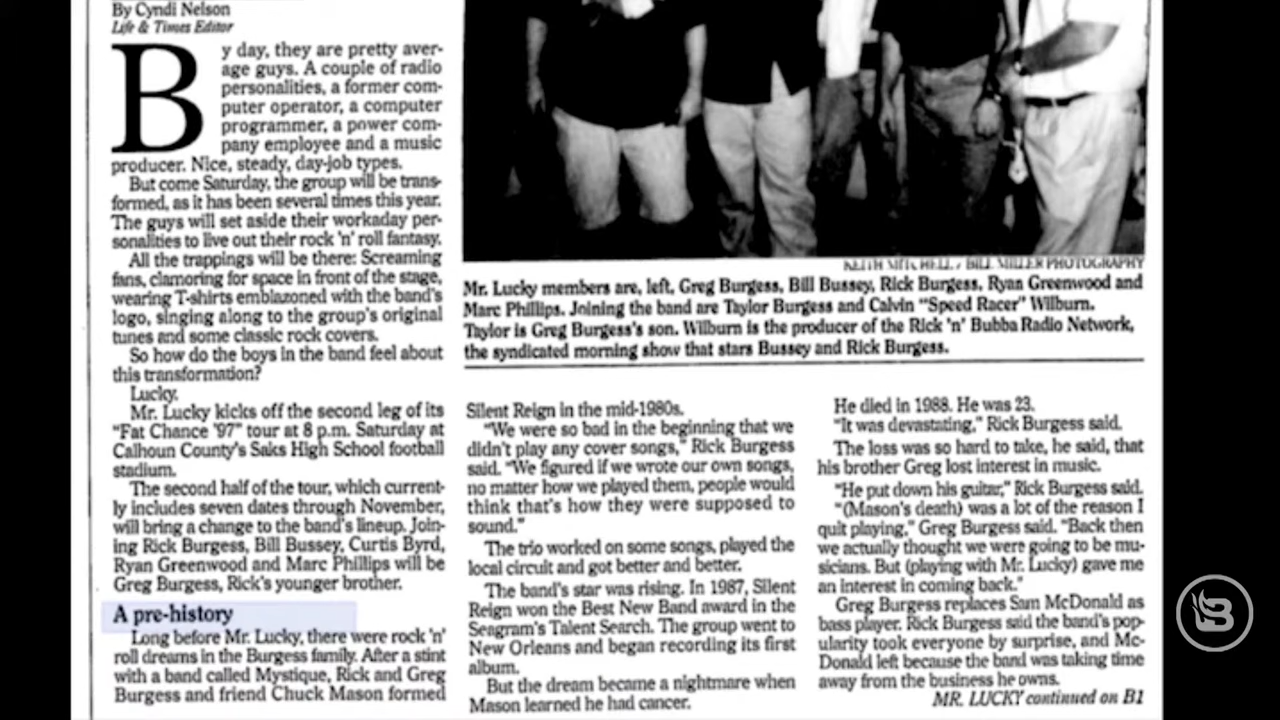 By Cyndi Nelson
Life & Times Editor
By day, they are pretty aver-
age guys. A couple of radio
personalities, a former com-
puter operator, a computer
programmer, a power com-
pany employee and a music
producer. Nice, steady, day-job types.
But come Saturday, the group will be trans-
formed, as it has been several times this year.
The guys will set aside their workaday per-
sonalities to live out their rock 'n' roll fantasy.
All the trappings will be there: Screaming
fans, clamoring for space in front of the stage,
wearing T-shirts emblazoned with the band's
logo, singing along to the group's original
tunes and some classic rock covers.
So how do the boys in the band feel about
this transformation?
Lucky.
Mr. Lucky kicks off the second leg of its
"Fat Chance '97" tour at 8 p.m. Saturday at
Calhoun County's Saks High School football
stadium.
The second half of the tour, which current-
ly includes seven dates through November,
will bring a change to the band's lineup. Join-
ing Rick Burgess, Bill Bussey, Curtis Byrd,
Ryan Greenwood and Marc Phillips will be
Greg Burgess, Rick's younger brother.
A pre-history
Long before Mr. Lucky, there were rock 'n'
roll dreams in the Burgess family. After a stint
with a band called Mystique, Rick and Greg
Burgess and friend Chuck Mason formed
KEITH MITCHELL / BILL MILLER PHOTOGRAPHY
Mr. Lucky members are, left, Greg Burgess, Bill Bussey, Rick Burgess, Ryan Greenwood and
Marc Phillips. Joining the band are Taylor Burgess and Calvin "Speed Racer" Wilburn.
Taylor is Greg Burgess's son. Wilburn is the producer of the Rick 'n' Bubba Radio Network,
the syndicated morning show that stars Bussey and Rick Burgess.
Silent Reign in the mid-1980s.
"We were so bad in the beginning that we
didn't play any cover songs," Rick Burgess
said. "We figured if we wrote our own songs,
no matter how we played them, people would
think that's how they were supposed to
sound."
The trio worked on some songs, played the
local circuit and got better and better.
The band's star was rising. In 1987, Silent
Reign won the Best New Band award in the
Seagram's Talent Search. The group went to
New Orleans and began recording its first
album.
But the dream became a nightmare when
Mason learned he had cancer.
He died in 1988. He was 23.
"It was devastating," Rick Burgess said.
The loss was so hard to take, he said, that
his brother Greg lost interest in music.
"He put down his guitar," Rick Burgess said.
"(Mason's death) was a lot of the reason I
quit playing," Greg Burgess said. "Back then
we actually thought we were going to be mu-
sicians. But (playing with Mr. Lucky) gave me
an interest in coming back."
Greg Burgess replaces Sam McDonald as
bass player. Rick Burgess said the band's pop-
ularity took everyone by surprise, and Mc-
Donald left because the band was taking time
away from the business he owns.
MR. LUCKY continued on B1
B